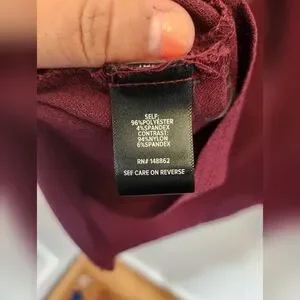 SELF:
96%POLYESTER
4%SPANDEX
CONTRAST:
94%NYLON
6%SPANDEX
RN# 148862
SEE CARE ON REVERSE